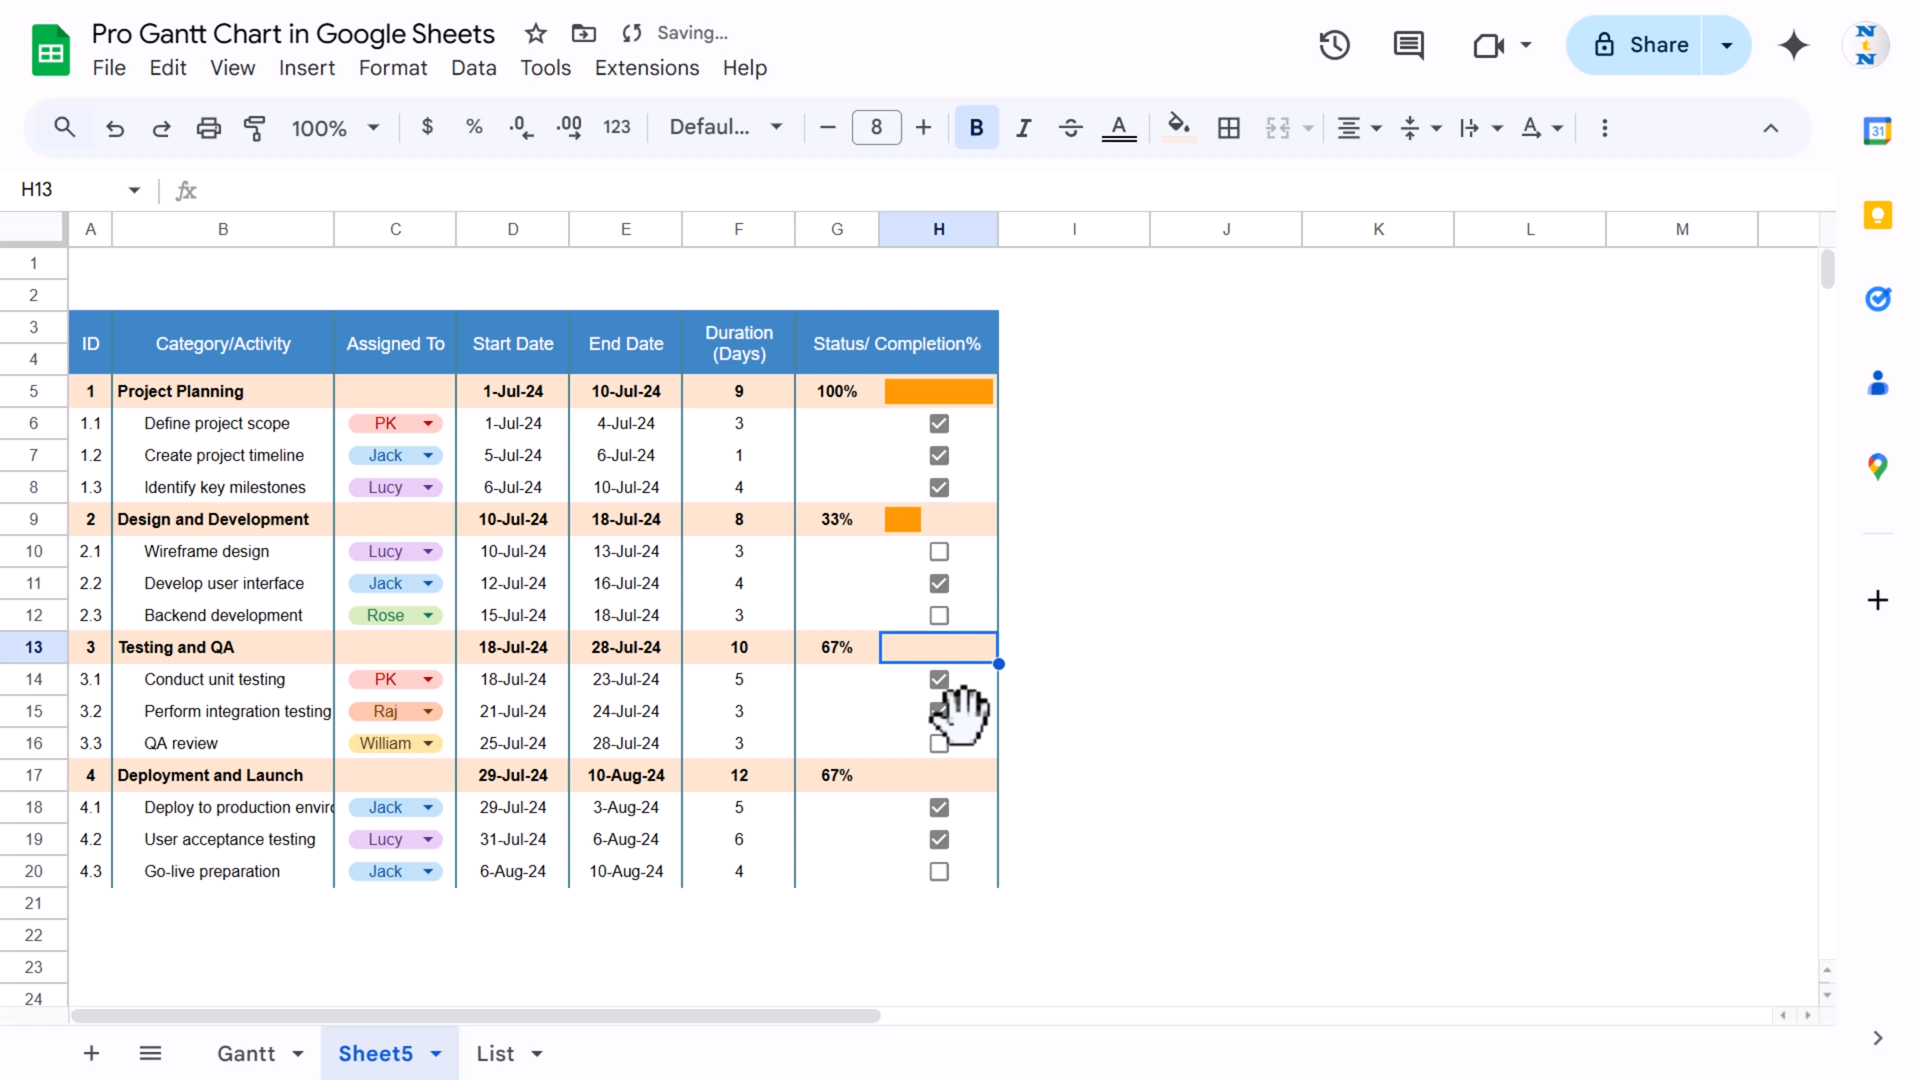 Pro Gantt Chart in Google Sheets Saving...
File Edit View Insert Format Data Tools Extensions Help
Share
N t N
100% $ % .0 .00 123 Defaul... − 8 + B I S A A
31
H13 fx
A B C D E F G H I J K L M
1
2
3
4
ID Category/Activity Assigned To Start Date End Date Duration (Days) Status/ Completion%
5 1 Project Planning 1-Jul-24 10-Jul-24 9 100%
6 1.1 Define project scope PK 1-Jul-24 4-Jul-24 3
7 1.2 Create project timeline Jack 5-Jul-24 6-Jul-24 1
8 1.3 Identify key milestones Lucy 6-Jul-24 10-Jul-24 4
9 2 Design and Development 10-Jul-24 18-Jul-24 8 33%
10 2.1 Wireframe design Lucy 10-Jul-24 13-Jul-24 3
11 2.2 Develop user interface Jack 12-Jul-24 16-Jul-24 4
12 2.3 Backend development Rose 15-Jul-24 18-Jul-24 3
13 3 Testing and QA 18-Jul-24 28-Jul-24 10 67%
14 3.1 Conduct unit testing PK 18-Jul-24 23-Jul-24 5
15 3.2 Perform integration testing Raj 21-Jul-24 24-Jul-24 3
16 3.3 QA review William 25-Jul-24 28-Jul-24 3
17 4 Deployment and Launch 29-Jul-24 10-Aug-24 12 67%
18 4.1 Deploy to production enviro Jack 29-Jul-24 3-Aug-24 5
19 4.2 User acceptance testing Lucy 31-Jul-24 6-Aug-24 6
20 4.3 Go-live preparation Jack 6-Aug-24 10-Aug-24 4
21
22
23
24
+ Gantt Sheet5 List